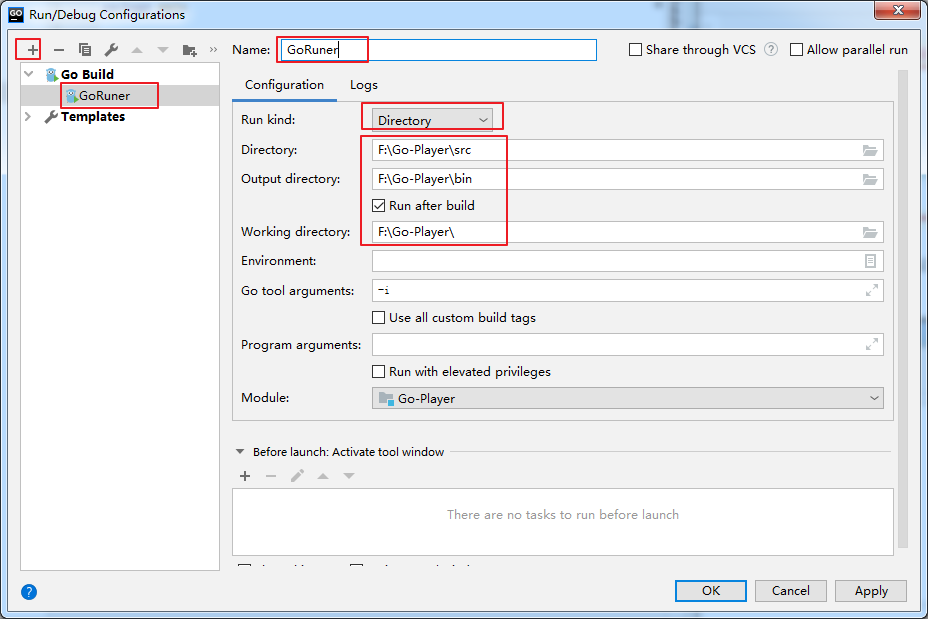 GO Run/Debug Configurations
Name: GoRuner Share through VCS ? Allow parallel run
Go Build
GoRuner
Templates
Configuration Logs
Run kind: Directory
Directory: F:\Go-Player\src
Output directory: F:\Go-Player\bin
Run after build
Working directory: F:\Go-Player\
Environment:
Go tool arguments: -i
Use all custom build tags
Program arguments:
Run with elevated privileges
Module: Go-Player
Before launch: Activate tool window
There are no tasks to run before launch
? OK Cancel Apply